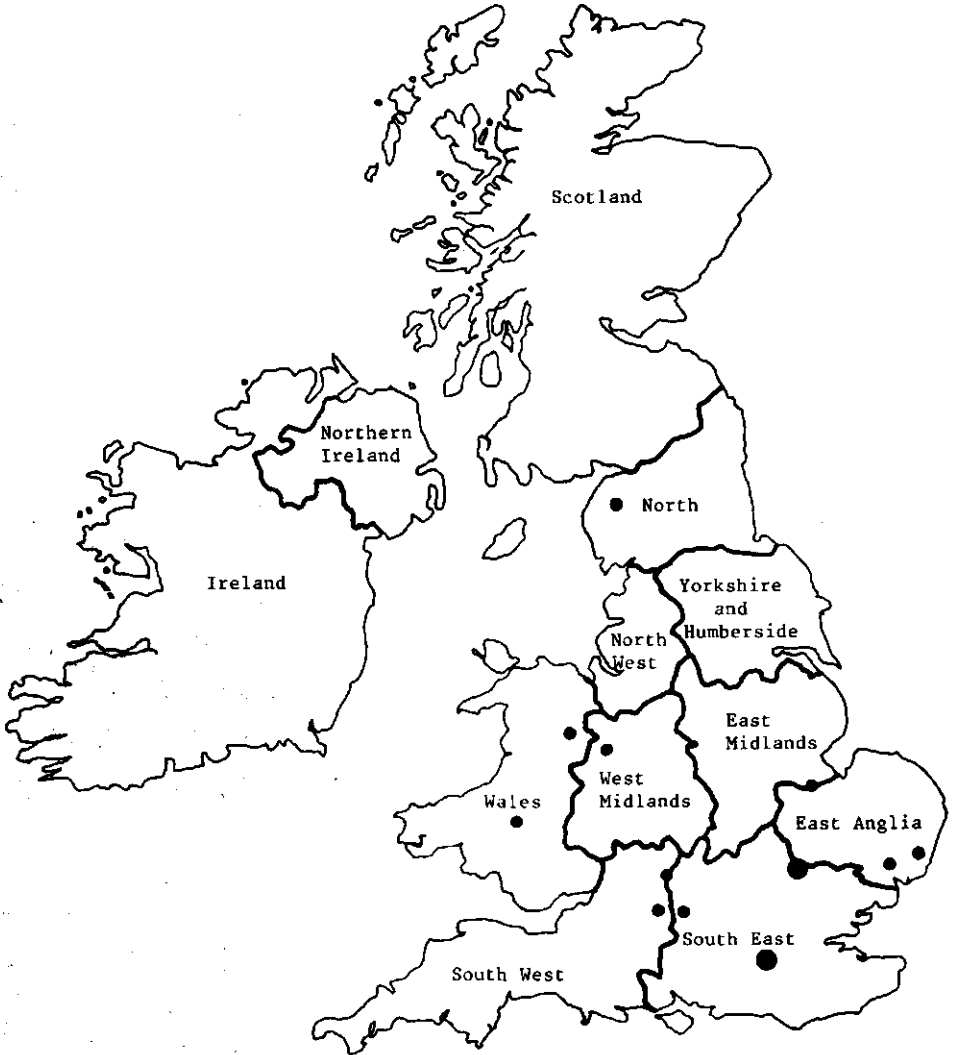 Scotland
Northern
Ireland
North
Ireland
Yorkshire
and
Humberside
North
West
East
Midlands
West
Midlands
Wales
East Anglia
South East
South West